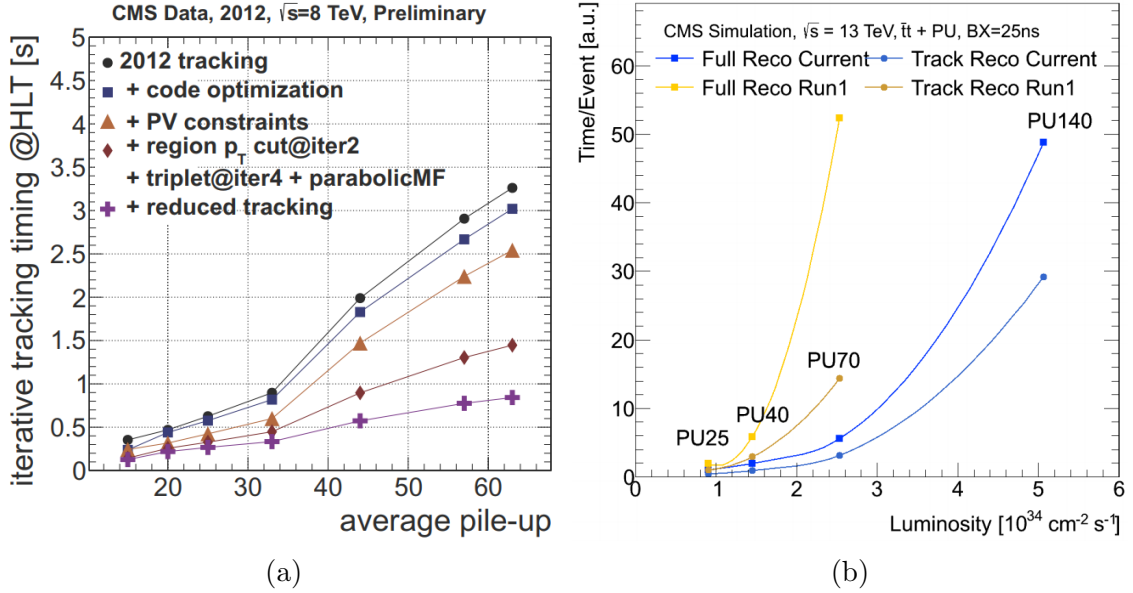 CMS Data, 2012, √s=8 TeV, Preliminary
iterative tracking timing @HLT [s]
5
4.5
4
3.5
3
2.5
2
1.5
1
0.5
0
2012 tracking
+ code optimization
+ PV constraints
+ region pT cut@iter2
+ triplet@iter4 + parabolicMF
+ reduced tracking
20 30 40 50 60
average pile-up
(a)
Time/Event [a.u.]
60
50
40
30
20
10
0
CMS Simulation, √s = 13 TeV, t̄t + PU, BX=25ns
Full Reco Current Track Reco Current
Full Reco Run1 Track Reco Run1
PU140
PU70
PU40
PU25
0 1 2 3 4 5 6
Luminosity [10³⁴ cm⁻² s⁻¹]
(b)